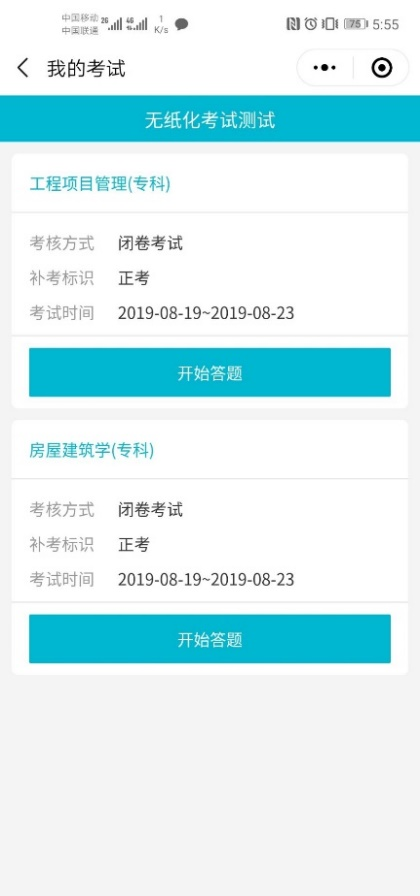 中国移动 2G 4G 1 75 5:55
中国联通 K/s
我的考试
无纸化考试测试
工程项目管理(专科)
考核方式 闭卷考试
补考标识 正考
考试时间 2019-08-19~2019-08-23
开始答题
房屋建筑学(专科)
考核方式 闭卷考试
补考标识 正考
考试时间 2019-08-19~2019-08-23
开始答题